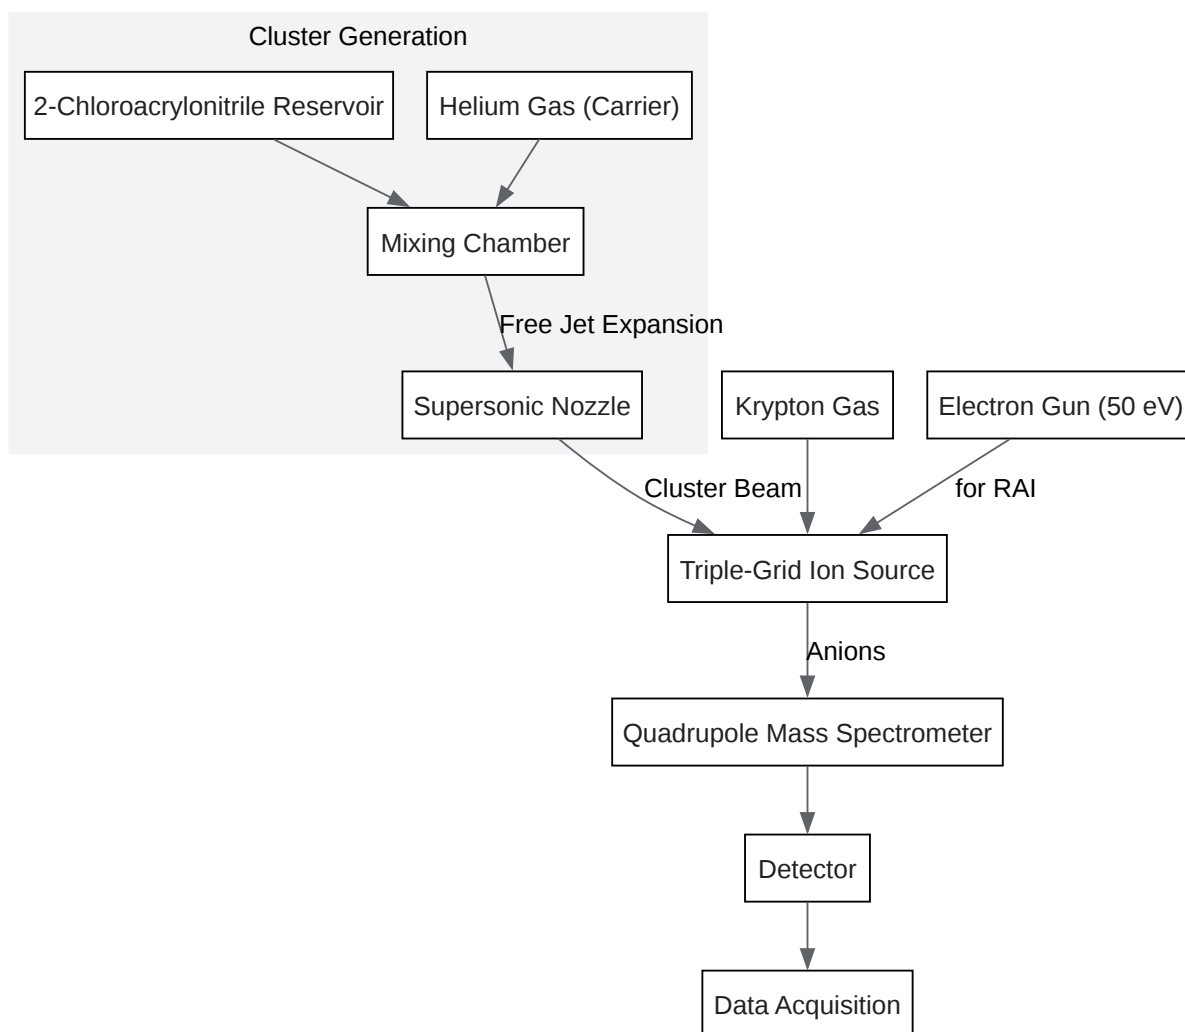 Cluster Generation
2-Chloroacrylonitrile Reservoir
Helium Gas (Carrier)
Mixing Chamber
Free Jet Expansion
Supersonic Nozzle
Krypton Gas
Electron Gun (50 eV)
Cluster Beam
for RAI
Triple-Grid Ion Source
Anions
Quadrupole Mass Spectrometer
Detector
Data Acquisition